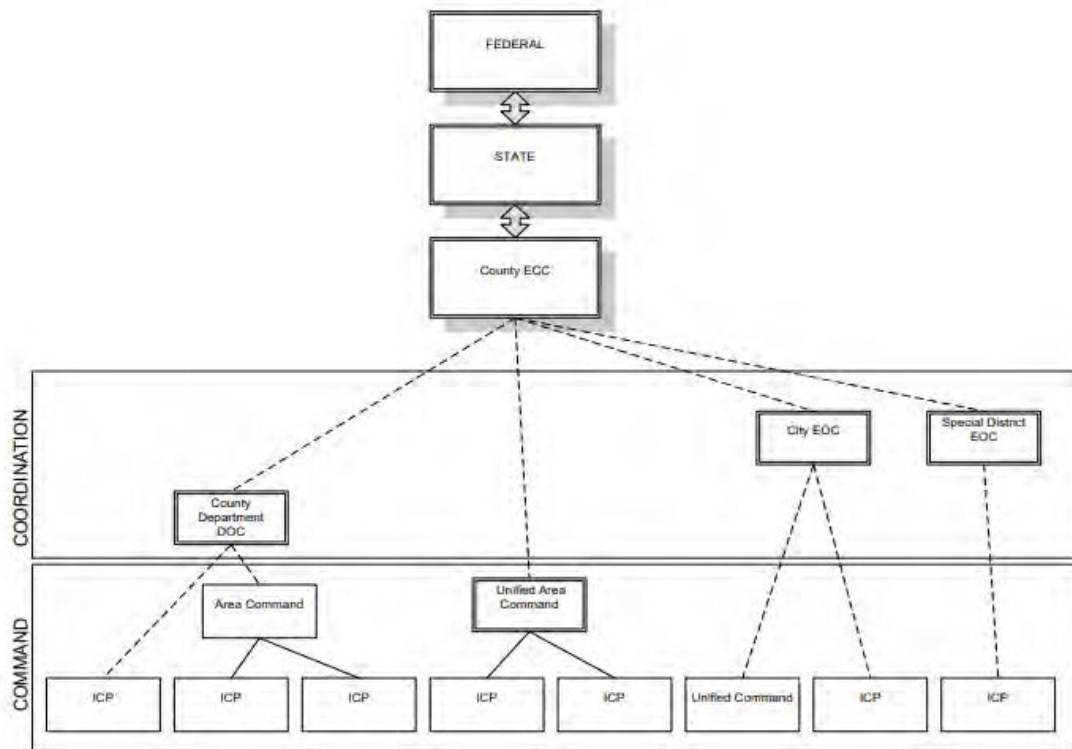 FEDERAL
STATE
County ECC
COORDINATION
City EOC
Special District
EOC
County
Department
DOC
COMMAND
Area Command
Unified Area
Command
ICP
ICP
ICP
ICP
ICP
Unified Command
ICP
ICP